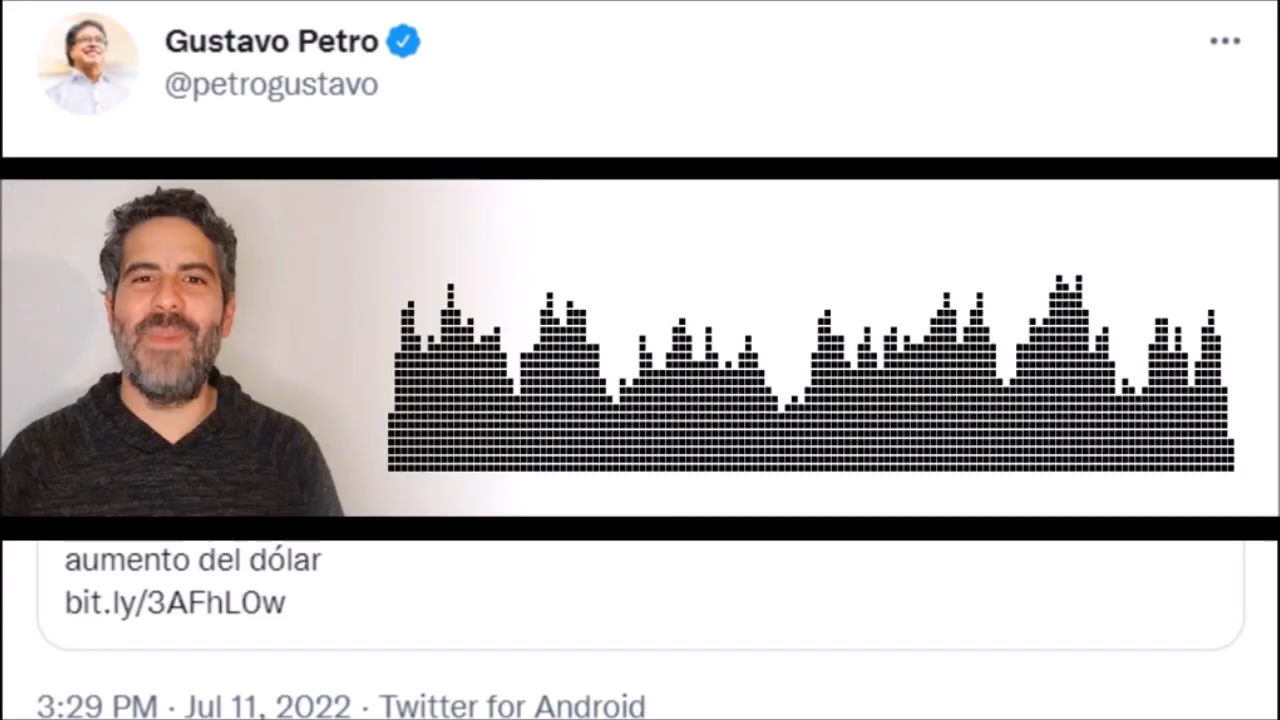 Gustavo Petro
@petrogustavo
aumento del dólar
bit.ly/3AFhL0w
3:29 PM · Jul 11, 2022 · Twitter for Android